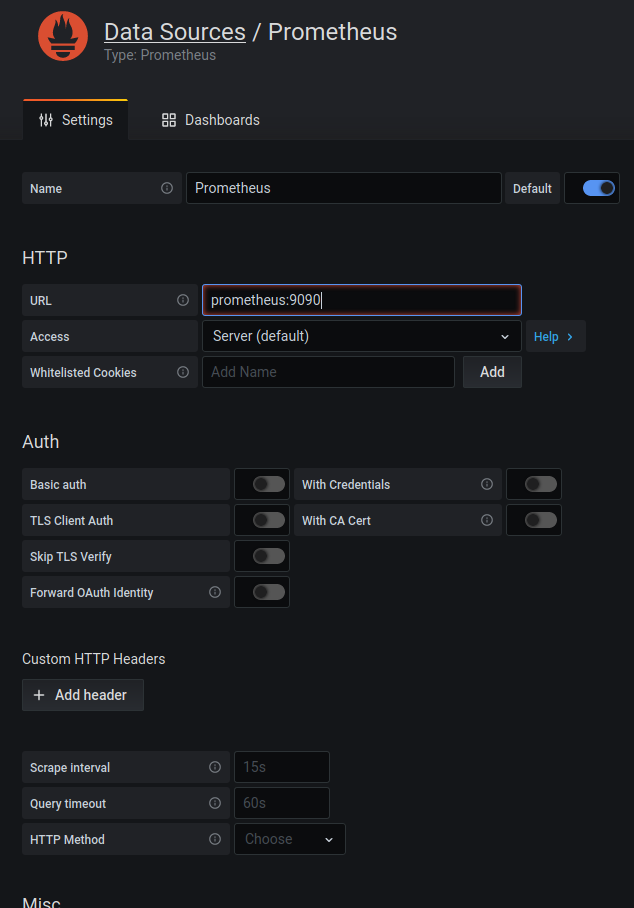 Data Sources / Prometheus
Type: Prometheus
Settings
Dashboards
Name
Prometheus
Default
HTTP
URL
prometheus:9090
Access
Server (default)
Help
Whitelisted Cookies
Add Name
Add
Auth
Basic auth
With Credentials
TLS Client Auth
With CA Cert
Skip TLS Verify
Forward OAuth Identity
Custom HTTP Headers
+ Add header
Scrape interval
15s
Query timeout
60s
HTTP Method
Choose
Misc